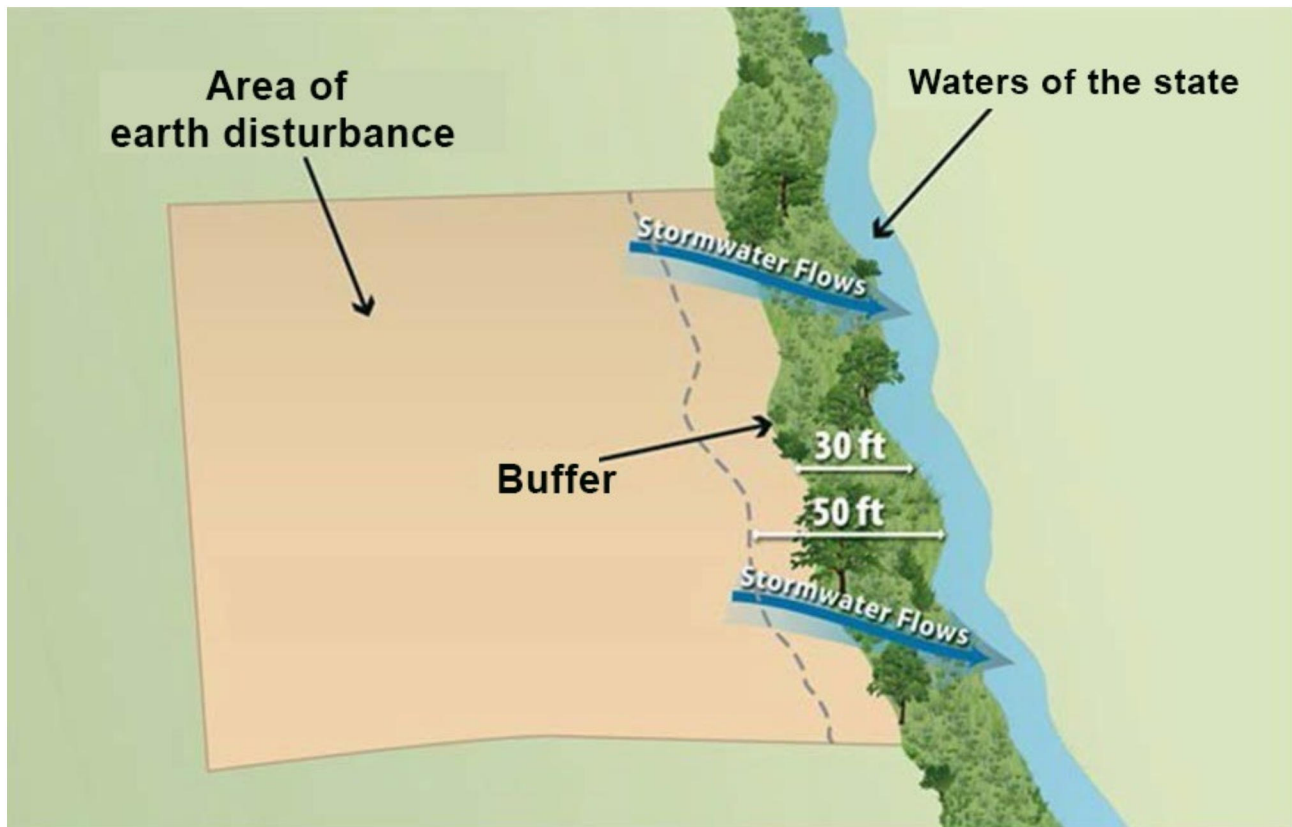 Area of
earth disturbance
Waters of the state
Stormwater Flows
Buffer
30 ft
50 ft
Stormwater Flows